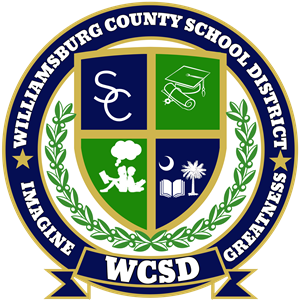 WILLIAMSBURG COUNTY SCHOOL DISTRICT
SC
IMAGINE
GREATNESS
WCSD